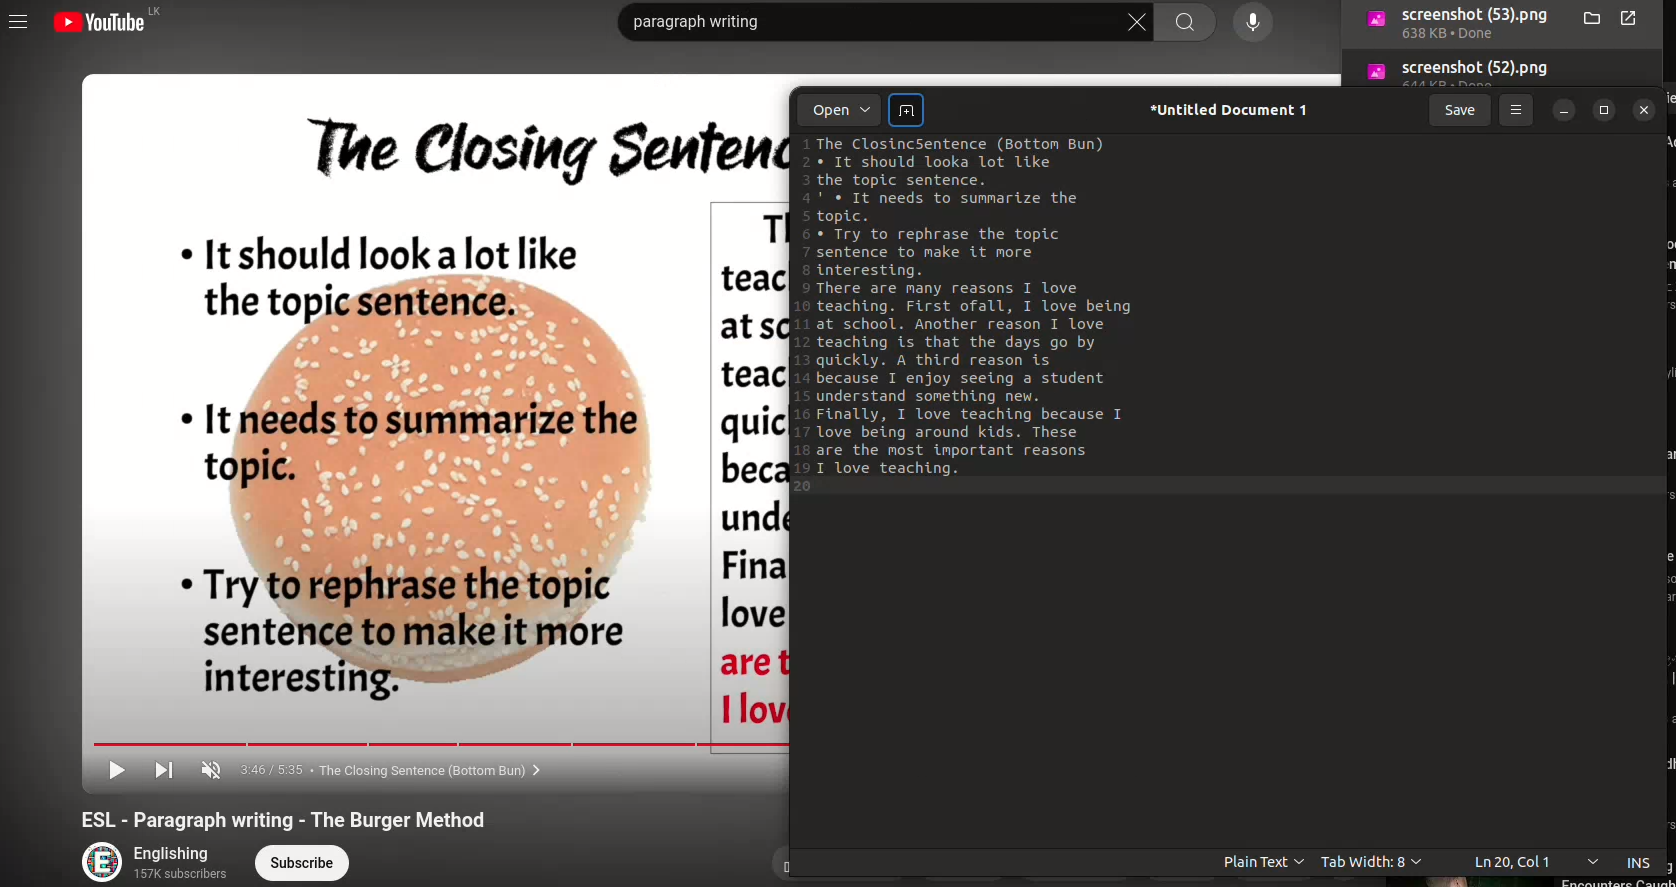 YouTube LK
paragraph writing
screenshot (53).png
638 KB • Done
screenshot (52).png
644 KB • Done
The Closing Sentenc
• It should look a lot like
the topic sentence.
• It needs to summarize the
topic.
• Try to rephrase the topic
sentence to make it more
interesting.
teac
at sc
teac
quic
beca
unde
Fina
love
are t
I lov
3:46 / 5:35 • The Closing Sentence (Bottom Bun)
ESL - Paragraph writing - The Burger Method
E
Englishing
157K subscribers
Subscribe
Open
*Untitled Document 1
Save
1 The Closinc5entence (Bottom Bun)
2 • It should looka lot like
3 the topic sentence.
4 ' • It needs to summarize the
5 topic.
6 • Try to rephrase the topic
7 sentence to make it more
8 interesting.
9 There are many reasons I love
10 teaching. First ofall, I love being
11 at school. Another reason I love
12 teaching is that the days go by
13 quickly. A third reason is
14 because I enjoy seeing a student
15 understand something new.
16 Finally, I love teaching because I
17 love being around kids. These
18 are the most important reasons
19 I love teaching.
20
Plain Text Tab Width: 8 Ln 20, Col 1 INS